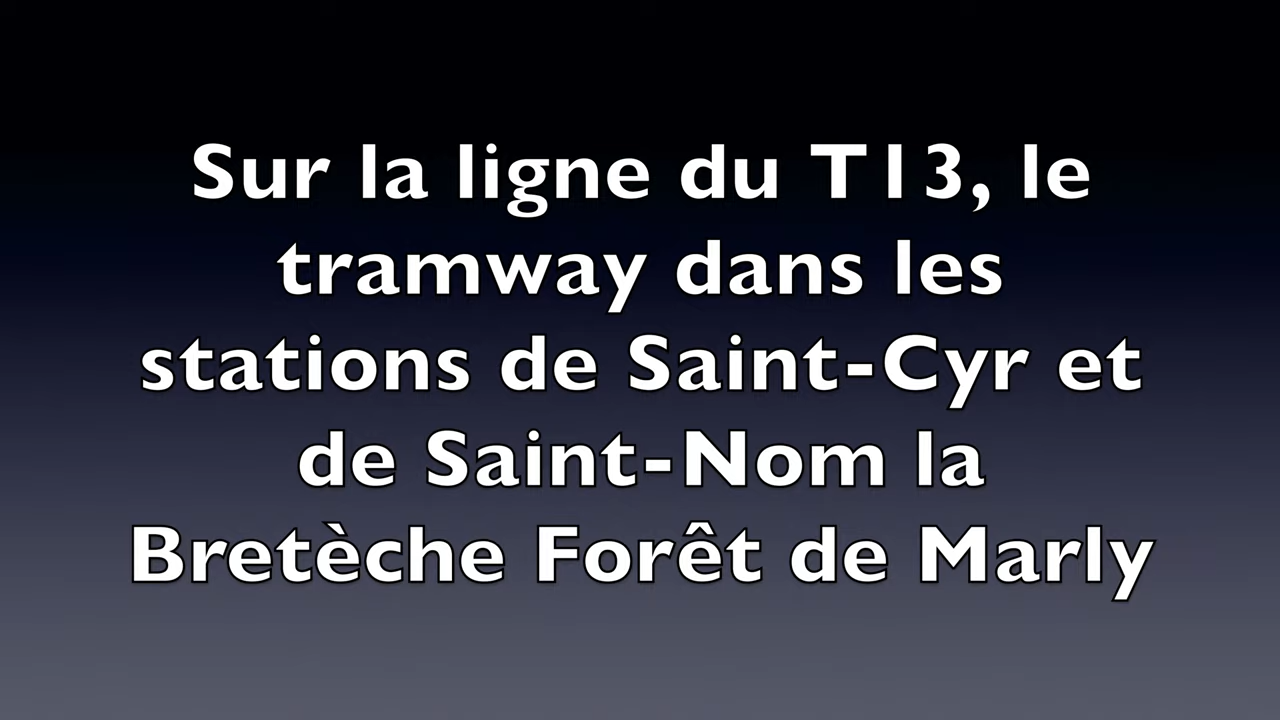 Sur la ligne du T13, le
tramway dans les
stations de Saint-Cyr et
de Saint-Nom la
Bretèche Forêt de Marly